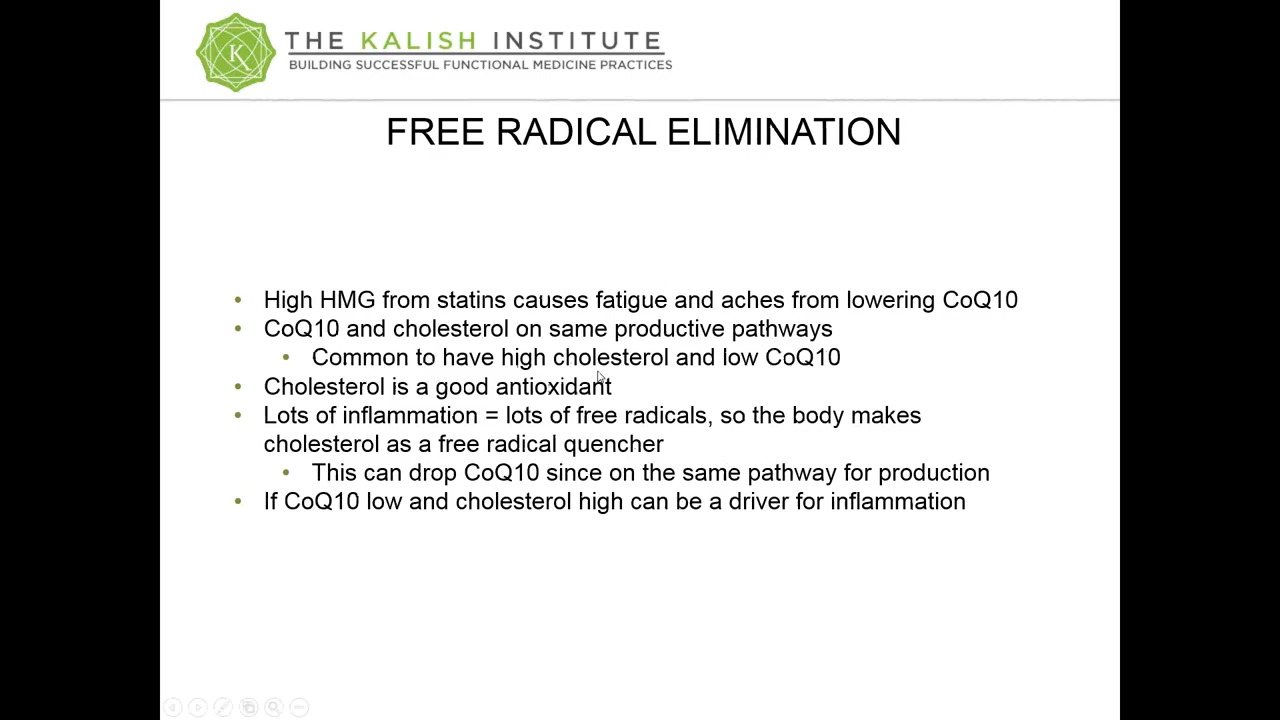 K
THE KALISH INSTITUTE
BUILDING SUCCESSFUL FUNCTIONAL MEDICINE PRACTICES
FREE RADICAL ELIMINATION
• High HMG from statins causes fatigue and aches from lowering CoQ10
• CoQ10 and cholesterol on same productive pathways
• Common to have high cholesterol and low CoQ10
• Cholesterol is a good antioxidant
• Lots of inflammation = lots of free radicals, so the body makes
cholesterol as a free radical quencher
• This can drop CoQ10 since on the same pathway for production
• If CoQ10 low and cholesterol high can be a driver for inflammation